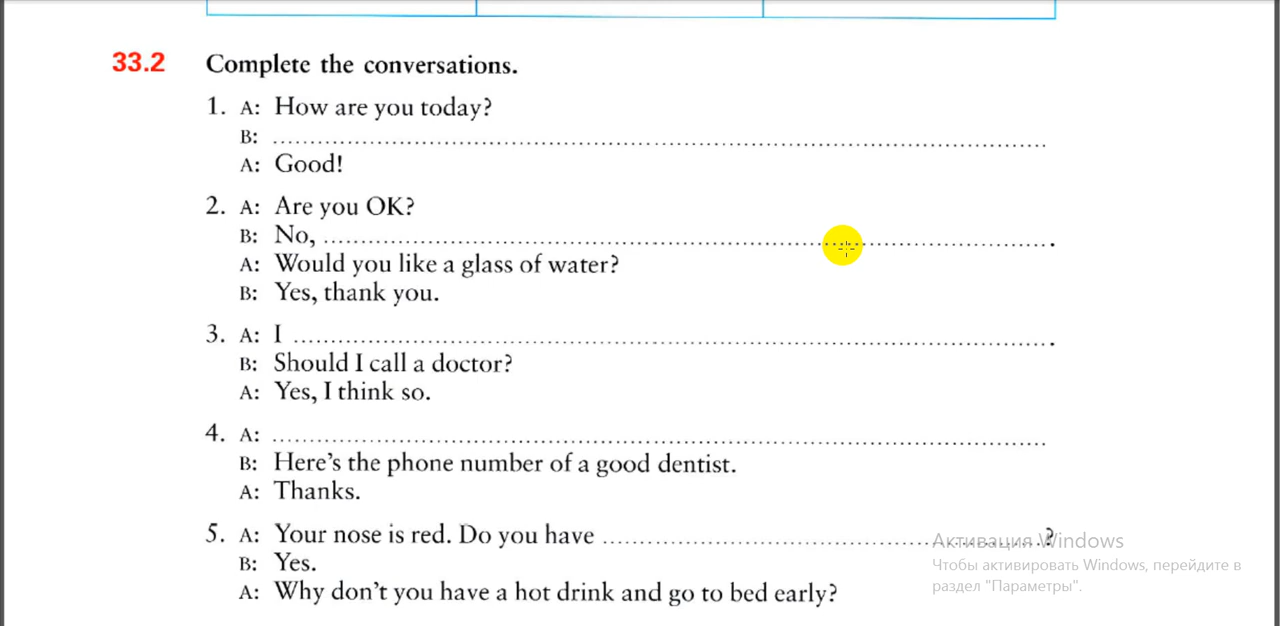 33.2 Complete the conversations.
1. A: How are you today?
B: ........................................
A: Good!
2. A: Are you OK?
B: No, ........................................ .
A: Would you like a glass of water?
B: Yes, thank you.
3. A: I ........................................ .
B: Should I call a doctor?
A: Yes, I think so.
4. A: ........................................
B: Here's the phone number of a good dentist.
A: Thanks.
5. A: Your nose is red. Do you have ........................................ ?
B: Yes.
A: Why don't you have a hot drink and go to bed early?
Активация Windows
Чтобы активировать Windows, перейдите в
раздел "Параметры".